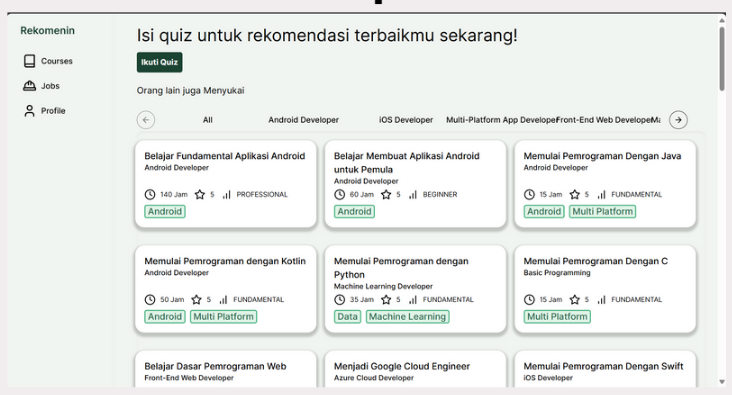 Rekomenin
Courses
Jobs
Profile
Isi quiz untuk rekomendasi terbaikmu sekarang!
Ikuti Quiz
Orang lain juga Menyukai
All Android Developer iOS Developer Multi-Platform App Developer Front-End Web Developer Ma
Belajar Fundamental Aplikasi Android
Android Developer
140 Jam 5 PROFESSIONAL
Android
Belajar Membuat Aplikasi Android
untuk Pemula
Android Developer
60 Jam 5 BEGINNER
Android
Memulai Pemrograman Dengan Java
Android Developer
15 Jam 5 FUNDAMENTAL
Android Multi Platform
Memulai Pemrograman dengan Kotlin
Android Developer
50 Jam 5 FUNDAMENTAL
Android Multi Platform
Memulai Pemrograman dengan
Python
Machine Learning Developer
35 Jam 5 FUNDAMENTAL
Data Machine Learning
Memulai Pemrograman Dengan C
Basic Programming
15 Jam 5 FUNDAMENTAL
Multi Platform
Belajar Dasar Pemrograman Web
Front-End Web Developer
Menjadi Google Cloud Engineer
Azure Cloud Developer
Memulai Pemrograman Dengan Swift
iOS Developer